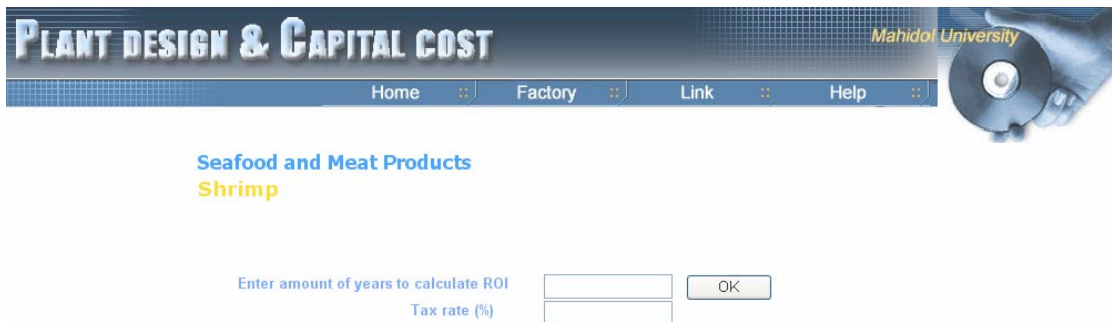 PLANT DESIGN & CAPITAL COST
Mahidol University
Home :: Factory :: Link :: Help ::
Seafood and Meat Products
Shrimp
Enter amount of years to calculate ROI OK
Tax rate (%)